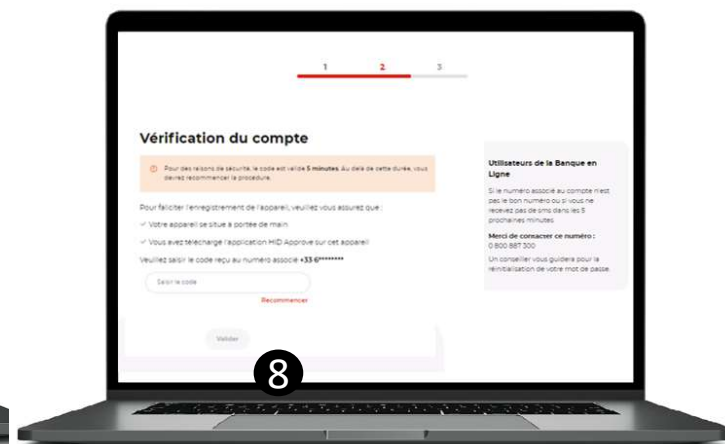 1 2 3
Vérification du compte
Pour des raisons de sécurité, le code est valide 5 minutes. Au delà de cette durée, vous
devrez recommencer la procédure.
Pour faliciter l'enregistrement de l'appareil, veuillez vous assurez que :
Votre appareil se situe à portée de main
Vous avez téléchargé l'application HID Approve sur cet appareil
Veuillez saisir le code reçu au numéro associé +33 6********
Saisir le code
Recommencer
Valider
Utilisateurs de la Banque en
Ligne
Si le numéro associé au compte n'est
pas le bon numéro ou si vous ne
recevez pas de sms dans les 5
prochaines minutes.
Merci de contacter ce numéro :
0 800 887 300
Un conseiller vous guidera pour la
réinitialisation de votre mot de passe.
8